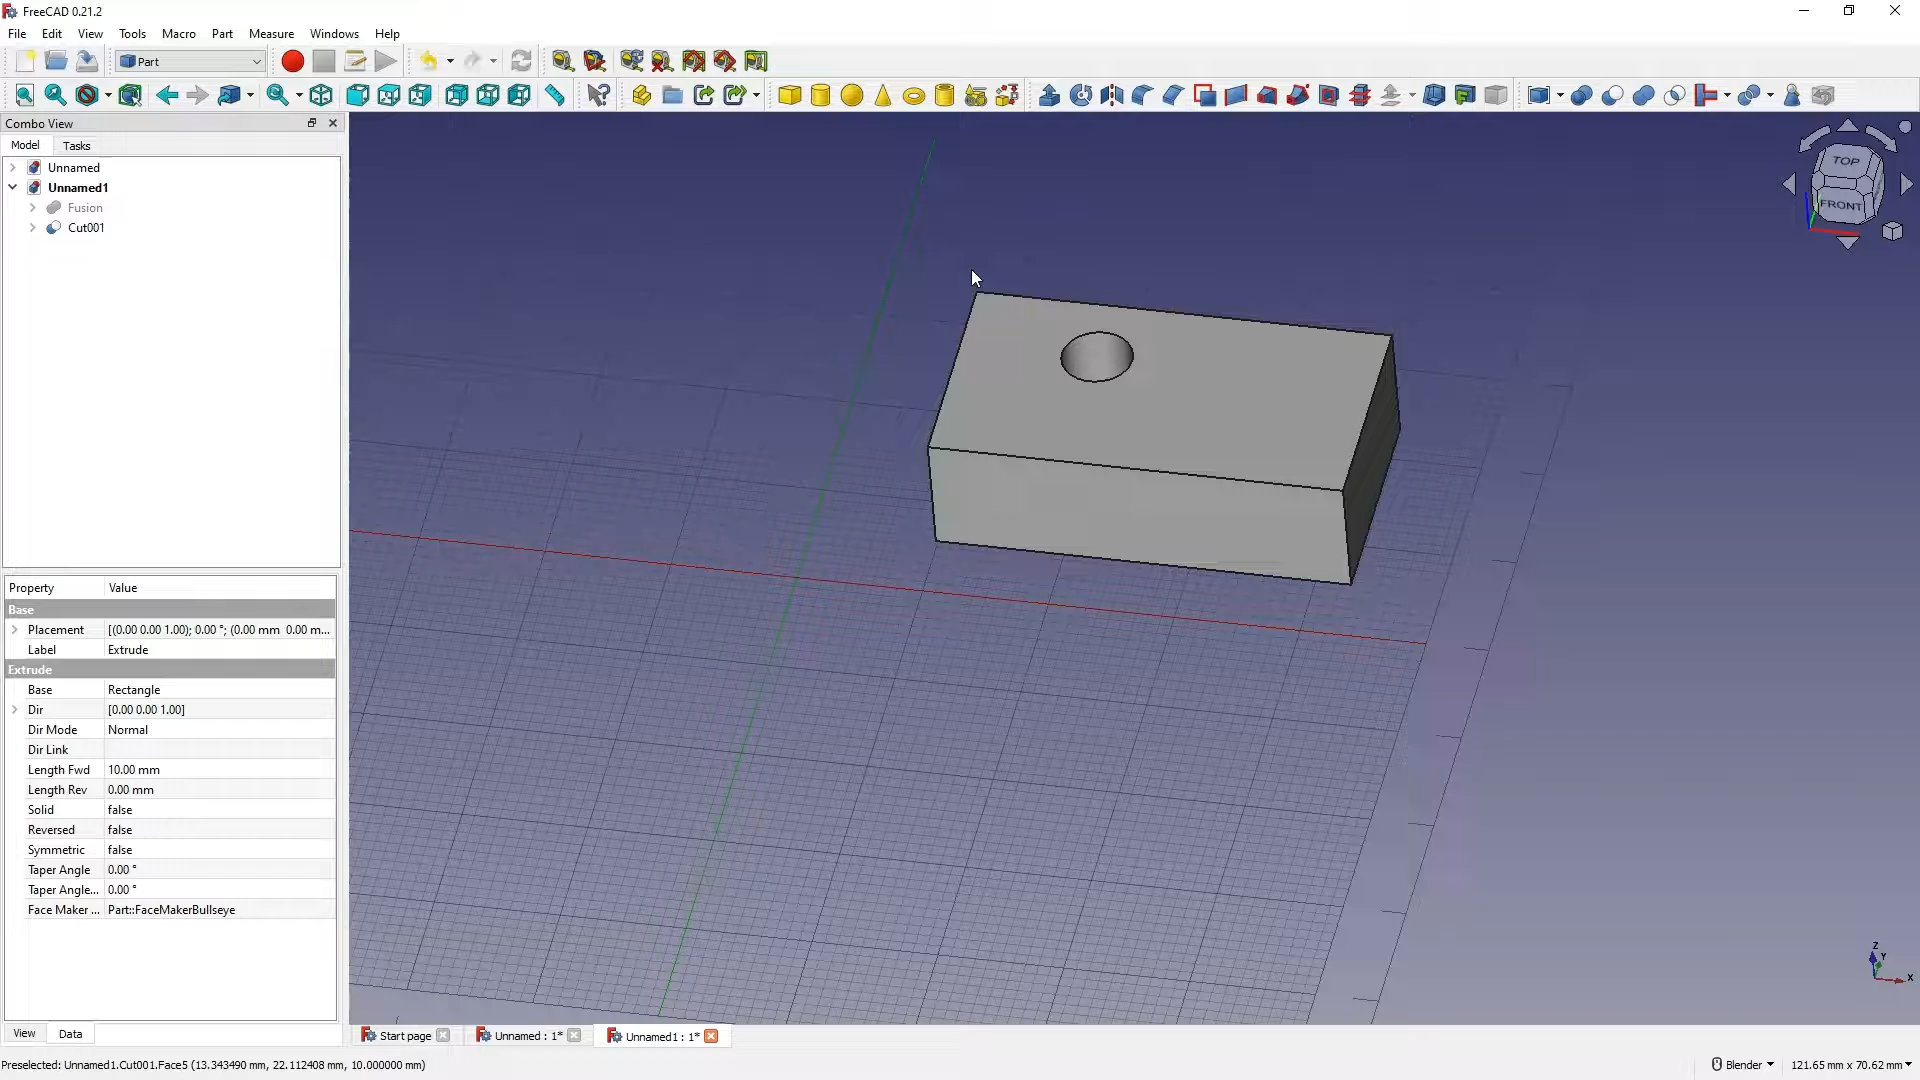 FreeCAD 0.21.2
File Edit View Tools Macro Part Measure Windows Help
Part
Combo View
Model Tasks
Unnamed
Unnamed1
Fusion
Cut001
Property Value
Base
Placement [(0.00 0.00 1.00); 0.00 °; (0.00 mm 0.00 m...
Label Extrude
Extrude
Base Rectangle
Dir [0.00 0.00 1.00]
Dir Mode Normal
Dir Link
Length Fwd 10.00 mm
Length Rev 0.00 mm
Solid false
Reversed false
Symmetric false
Taper Angle 0.00 °
Taper Angle... 0.00 °
Face Maker ... Part::FaceMakerBullseye
View Data
TOP
FRONT
Z
Y
X
Start page Unnamed : 1* Unnamed1 : 1*
Preselected: Unnamed1.Cut001.Face5 (13.343490 mm, 22.112408 mm, 10.000000 mm) Blender 121.65 mm x 70.62 mm